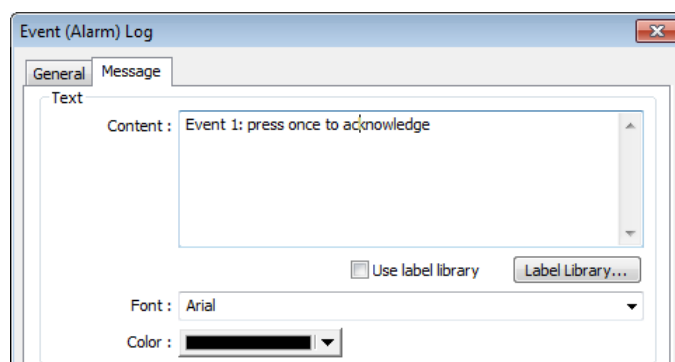 Event (Alarm) Log
General Message
Text
Content : Event 1: press once to acknowledge
Use label library Label Library...
Font : Arial
Color :